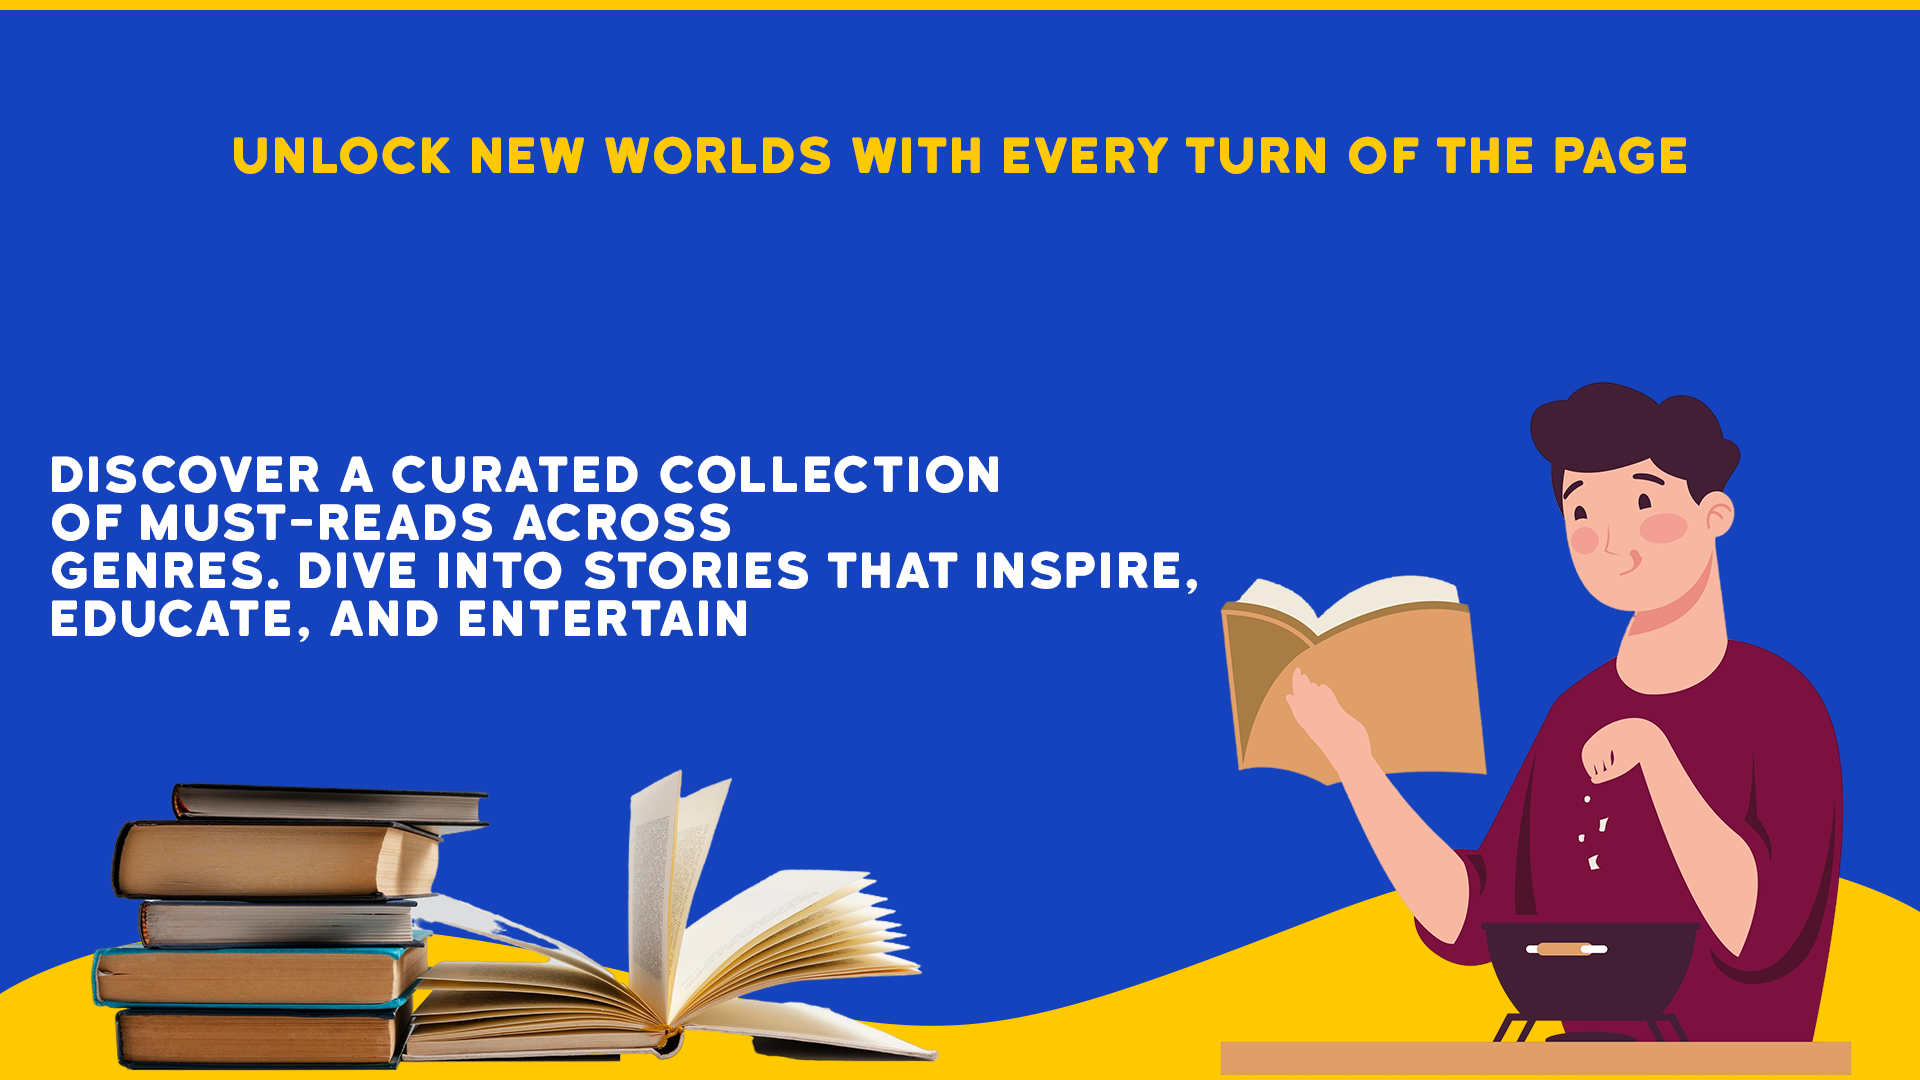 UNLOCK NEW WORLDS WITH EVERY TURN OF THE PAGE
DISCOVER A CURATED COLLECTION
OF MUST-READS ACROSS
GENRES. DIVE INTO STORIES THAT INSPIRE,
EDUCATE, AND ENTERTAIN